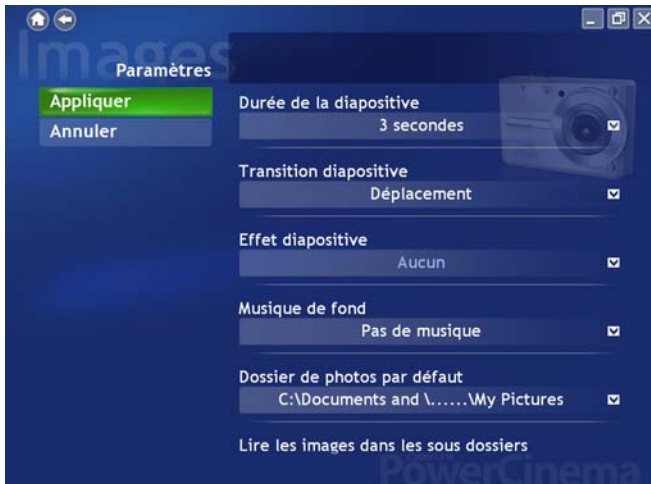 Images
Paramètres
Appliquer
Annuler
Durée de la diapositive
3 secondes
Transition diapositive
Déplacement
Effet diapositive
Aucun
Musique de fond
Pas de musique
Dossier de photos par défaut
C:\Documents and \......\My Pictures
Lire les images dans les sous dossiers
PowerCinema